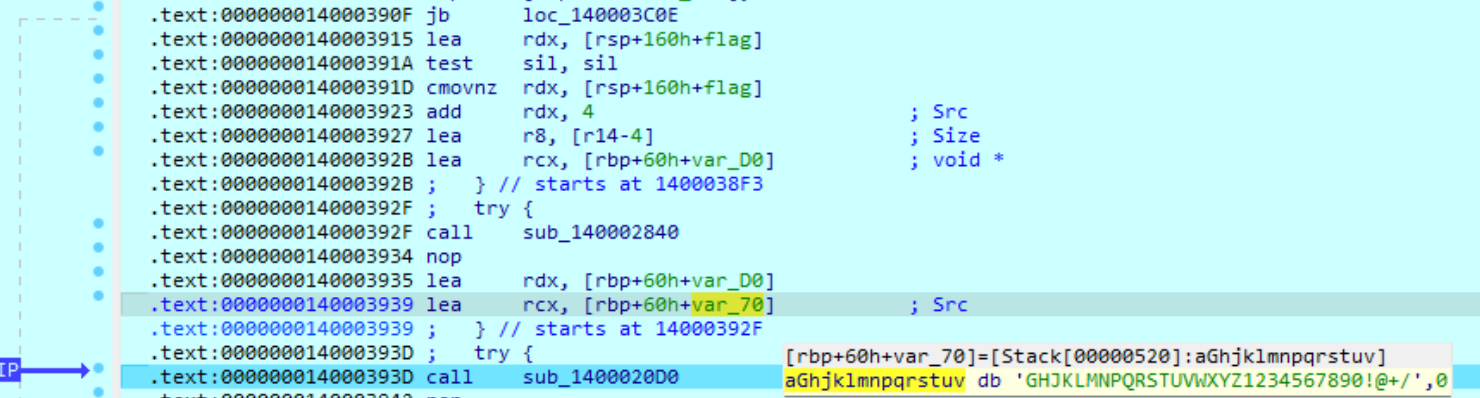 .text:000000014000390F jb loc_140003C0E
.text:0000000140003915 lea rdx, [rsp+160h+flag]
.text:000000014000391A test sil, sil
.text:000000014000391D cmovnz rdx, [rsp+160h+flag]
.text:0000000140003923 add rdx, 4 ; Src
.text:0000000140003927 lea r8, [r14-4] ; Size
.text:000000014000392B lea rcx, [rbp+60h+var_D0] ; void *
.text:000000014000392B ; } // starts at 1400038F3
.text:000000014000392F ; try {
.text:000000014000392F call sub_140002840
.text:0000000140003934 nop
.text:0000000140003935 lea rdx, [rbp+60h+var_D0]
.text:0000000140003939 lea rcx, [rbp+60h+var_70] ; Src
.text:0000000140003939 ; } // starts at 14000392F
.text:000000014000393D ; try {
[rbp+60h+var_70]=[Stack[00000520]:aGhjklmnpqrstuv]
IP .text:000000014000393D call sub_1400020D0
aGhjklmnpqrstuv db 'GHJKLMNPQRSTUVWXYZ1234567890!@+/',0